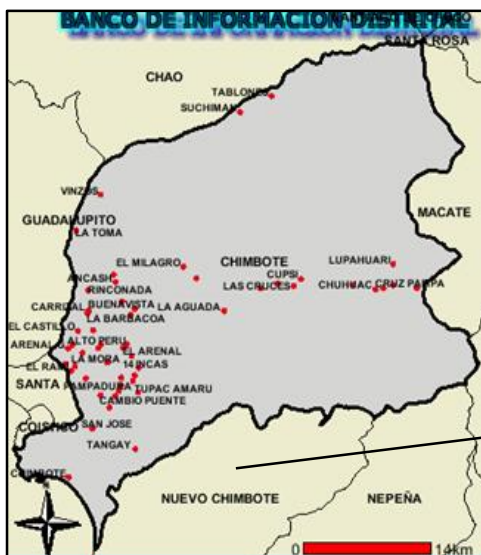 BANCO DE INFORMACION DISTRITAL
SANTA ROSA
CHAO
TABLONES
SUCHIMAN
VINZOS
MACATE
GUADALUPITO
LA TOMA
EL MILAGRO
CHIMBOTE
LUPAHUARI
ANCASH
CUPSI
RINCONADA
LAS CRUCES
CHUHUAC
CRUZ PAMPA
BUENAVISTA
CARRIZAL
LA AGUADA
LA BARBACOA
EL CASTILLO
ALTO PERU
ARENAL
EL ARENAL
LA MORA
14 INCAS
SANTA
PAMPADURA
TUPAC AMARU
CAMBIO PUENTE
COISHCO
SAN JOSE
TANGAY
CHIMBOTE
NUEVO CHIMBOTE
NEPEÑA
0 14km